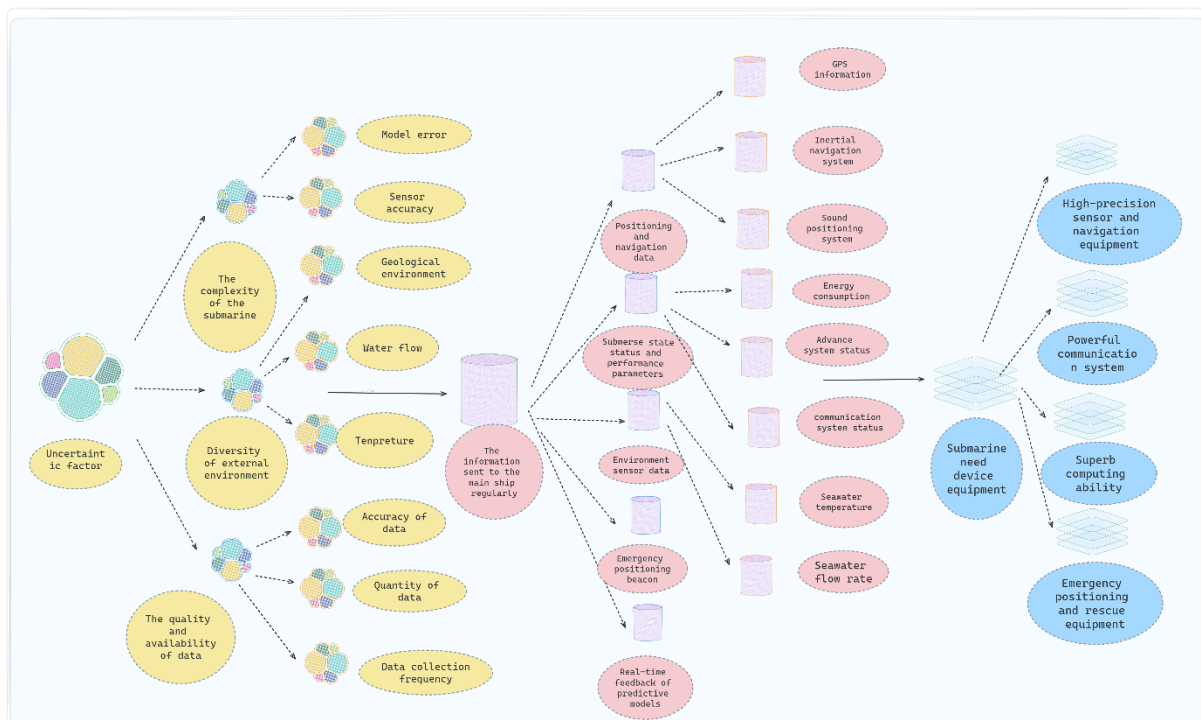 Uncertaint
ic factor
The
complexity
of the
submarine
Diversity
of external
environment
The quality
and
availability
of data
Model error
Sensor
accuracy
Geological
environment
Water flow
Tenpreture
Accuracy of
data
Quantity of
data
Data collection
frequency
The
information
sent to the
main ship
regularly
Positioning
and
navigation
data
Submerse state
status and
performance
parameters
Environment
sensor data
Emergency
positioning
beacon
Real-time
feedback of
predictive
models
GPS
information
Inertial
navigation
system
Sound
positioning
system
Energy
consumption
Advance
system status
communication
system status
Seawater
temperature
Seawater
flow rate
Submarine
need
device
equipment
High-precision
sensor and
navigation
equipment
Powerful
communicatio
n system
Superb
computing
ability
Emergency
positioning
and rescue
equipment